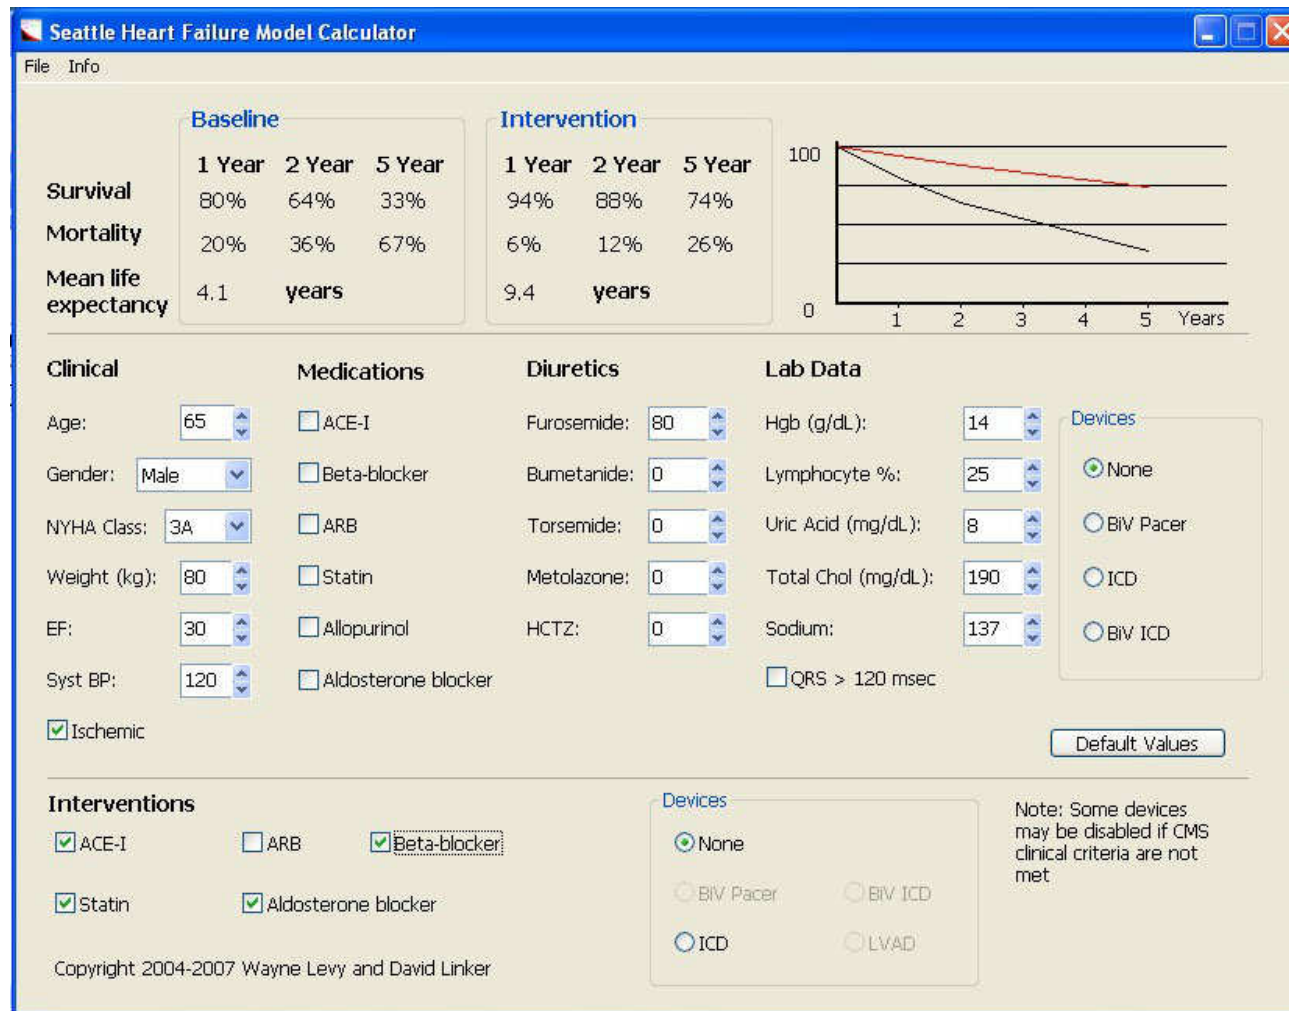 Seattle Heart Failure Model Calculator
File Info
Baseline
Intervention
1 Year 2 Year 5 Year
1 Year 2 Year 5 Year
Survival 80% 64% 33% 94% 88% 74%
Mortality 20% 36% 67% 6% 12% 26%
Mean life
expectancy 4.1 years 9.4 years
100
0
1 2 3 4 5 Years
Clinical
Age: 65
Gender: Male
NYHA Class: 3A
Weight (kg): 80
EF: 30
Syst BP: 120
Ischemic
Medications
ACE-I
Beta-blocker
ARB
Statin
Allopurinol
Aldosterone blocker
Diuretics
Furosemide: 80
Bumetanide: 0
Torsemide: 0
Metolazone: 0
HCTZ: 0
Lab Data
Hgb (g/dL): 14
Lymphocyte %: 25
Uric Acid (mg/dL): 8
Total Chol (mg/dL): 190
Sodium: 137
QRS > 120 msec
Devices
None
BiV Pacer
ICD
BiV ICD
Default Values
Interventions
ACE-I ARB Beta-blocker
Statin Aldosterone blocker
Devices
None
BiV Pacer BiV ICD
ICD LVAD
Note: Some devices
may be disabled if CMS
clinical criteria are not
met
Copyright 2004-2007 Wayne Levy and David Linker